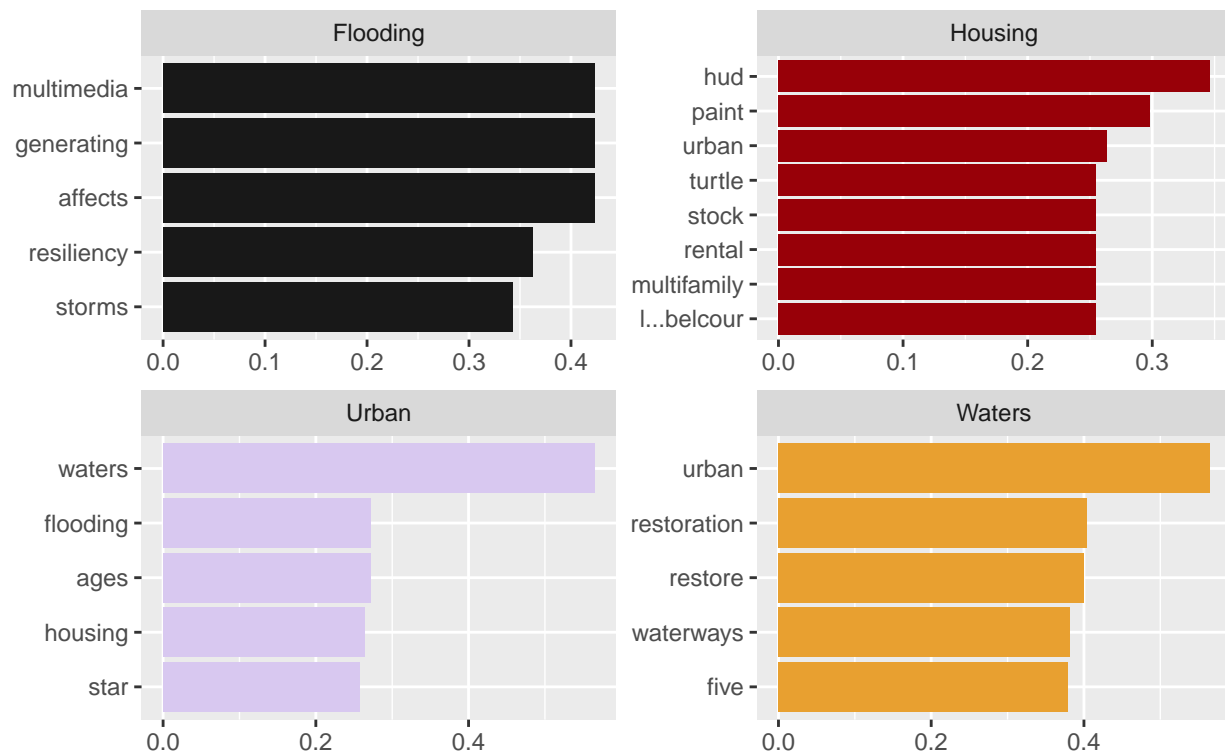 Flooding
multimedia
generating
affects
resiliency
storms
0.0 0.1 0.2 0.3 0.4
Housing
hud
paint
urban
turtle
stock
rental
multifamily
l...belcour
0.0 0.1 0.2 0.3
Urban
waters
flooding
ages
housing
star
0.0 0.2 0.4
Waters
urban
restoration
restore
waterways
five
0.0 0.2 0.4